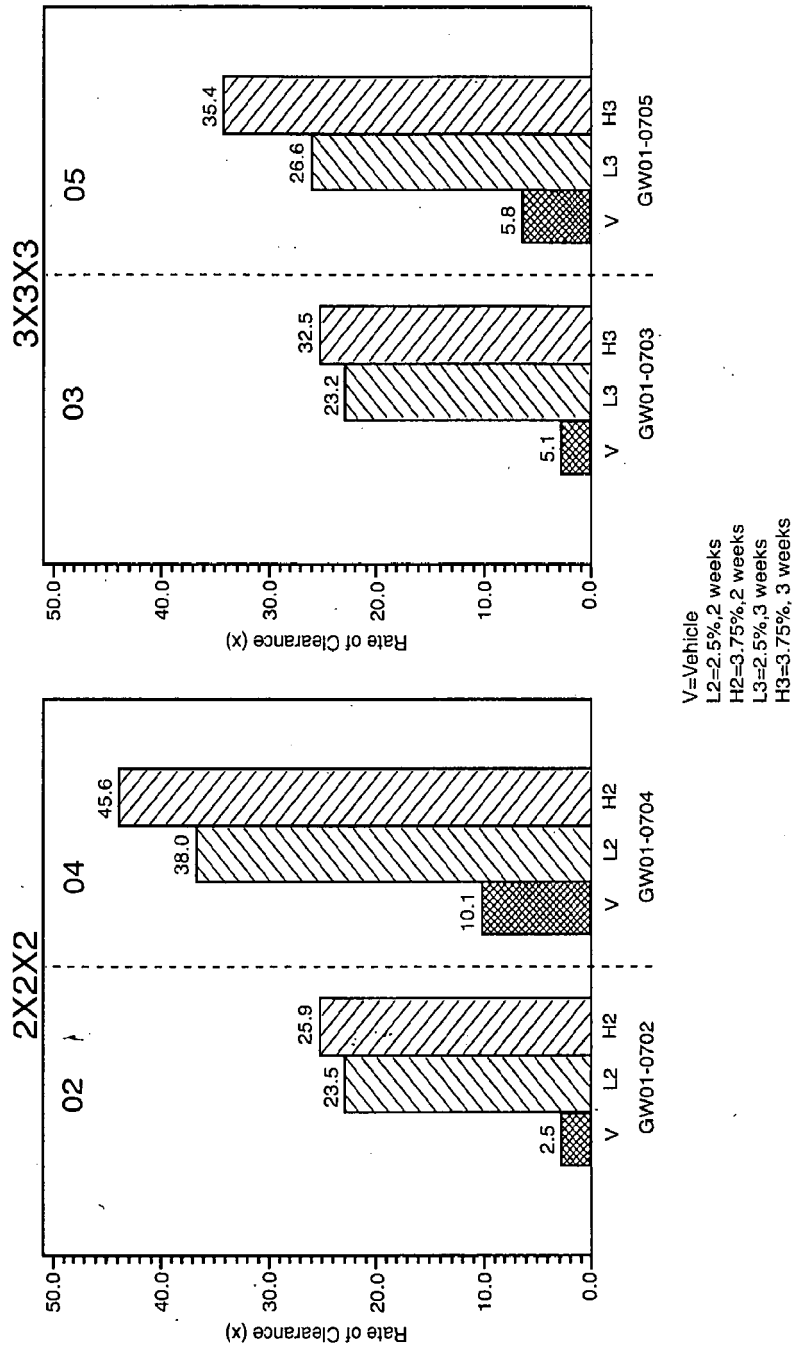 2X2X2
02
04
50.0
40.0
30.0
20.0
10.0
0.0
Rate of Clearance (x)
2.5
23.5
25.9
10.1
38.0
45.6
V
L2
H2
V
L2
H2
GW01-0702
GW01-0704
3X3X3
03
05
50.0
40.0
30.0
20.0
10.0
0.0
Rate of Clearance (x)
5.1
23.2
32.5
5.8
26.6
35.4
V
L3
H3
V
L3
H3
GW01-0703
GW01-0705
V=Vehicle
L2=2.5%,2 weeks
H2=3.75%,2 weeks
L3=2.5%,3 weeks
H3=3.75%, 3 weeks